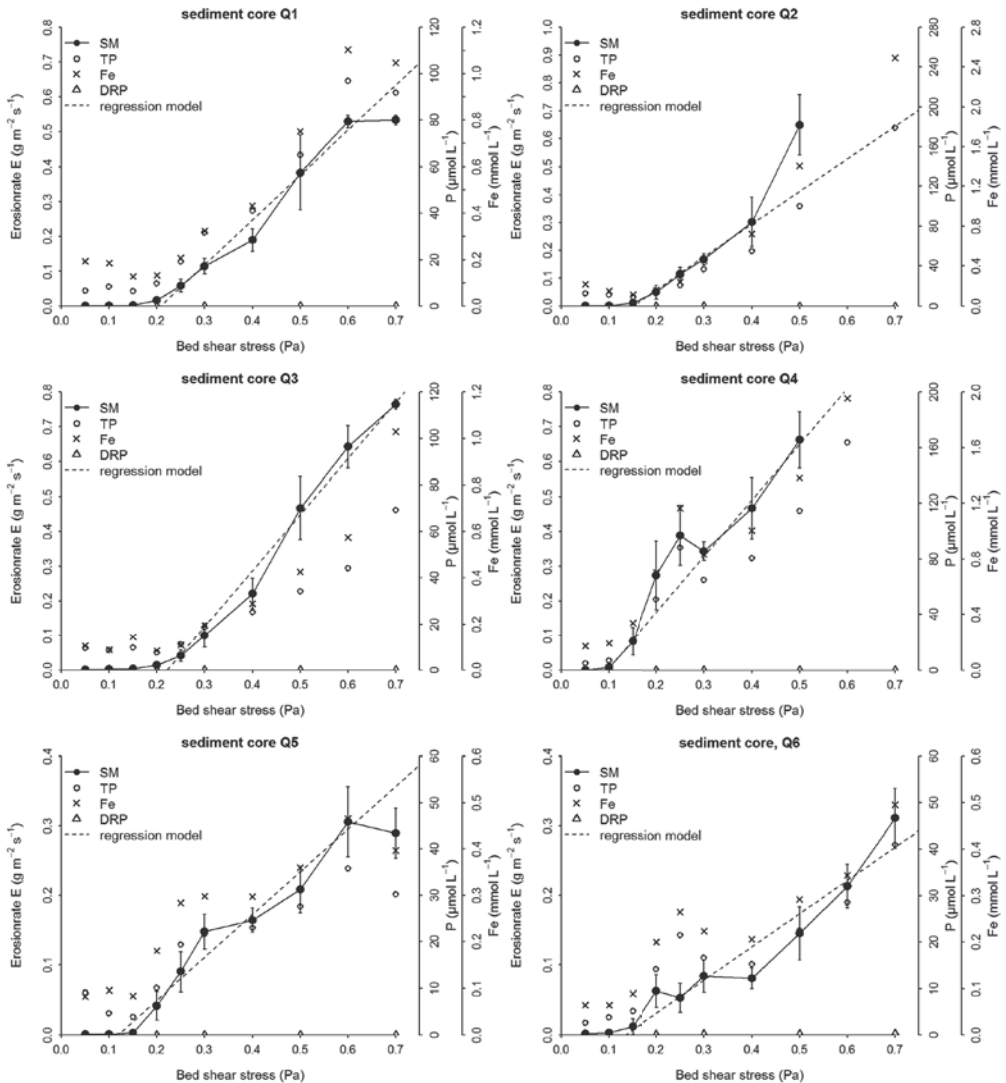 sediment core Q1
SM
TP
Fe
DRP
regression model
Erosionrate E (g m⁻² s⁻¹)
0.0 0.1 0.2 0.3 0.4 0.5 0.6 0.7 0.8
P (µmol L⁻¹)
0 20 40 60 80 100 120
Fe (mmol L⁻¹)
0.0 0.2 0.4 0.6 0.8 1.0 1.2
0.0 0.1 0.2 0.3 0.4 0.5 0.6 0.7
Bed shear stress (Pa)
sediment core Q2
SM
TP
Fe
DRP
regression model
Erosionrate E (g m⁻² s⁻¹)
0.0 0.1 0.2 0.3 0.4 0.5 0.6 0.7 0.8 0.9 1.0
P (µmol L⁻¹)
0 40 80 120 160 200 240 280
Fe (mmol L⁻¹)
0.0 0.4 0.8 1.2 1.6 2.0 2.4 2.8
0.0 0.1 0.2 0.3 0.4 0.5 0.6 0.7
Bed shear stress (Pa)
sediment core Q3
SM
TP
Fe
DRP
regression model
Erosionrate E (g m⁻² s⁻¹)
0.0 0.1 0.2 0.3 0.4 0.5 0.6 0.7 0.8
P (µmol L⁻¹)
0 20 40 60 80 100 120
Fe (mmol L⁻¹)
0.0 0.2 0.4 0.6 0.8 1.0 1.2
0.0 0.1 0.2 0.3 0.4 0.5 0.6 0.7
Bed shear stress (Pa)
sediment core Q4
SM
TP
Fe
DRP
regression model
Erosionrate E (g m⁻² s⁻¹)
0.0 0.1 0.2 0.3 0.4 0.5 0.6 0.7 0.8
P (µmol L⁻¹)
0 40 80 120 160 200
Fe (mmol L⁻¹)
0.0 0.4 0.8 1.2 1.6 2.0
0.0 0.1 0.2 0.3 0.4 0.5 0.6 0.7
Bed shear stress (Pa)
sediment core Q5
SM
TP
Fe
DRP
regression model
Erosionrate E (g m⁻² s⁻¹)
0.0 0.1 0.2 0.3 0.4
P (µmol L⁻¹)
0 10 20 30 40 50 60
Fe (mmol L⁻¹)
0.0 0.1 0.2 0.3 0.4 0.5 0.6
0.0 0.1 0.2 0.3 0.4 0.5 0.6 0.7
Bed shear stress (Pa)
sediment core, Q6
SM
TP
Fe
DRP
regression model
Erosionrate E (g m⁻² s⁻¹)
0.0 0.1 0.2 0.3 0.4
P (µmol L⁻¹)
0 10 20 30 40 50 60
Fe (mmol L⁻¹)
0.0 0.1 0.2 0.3 0.4 0.5 0.6
0.0 0.1 0.2 0.3 0.4 0.5 0.6 0.7
Bed shear stress (Pa)